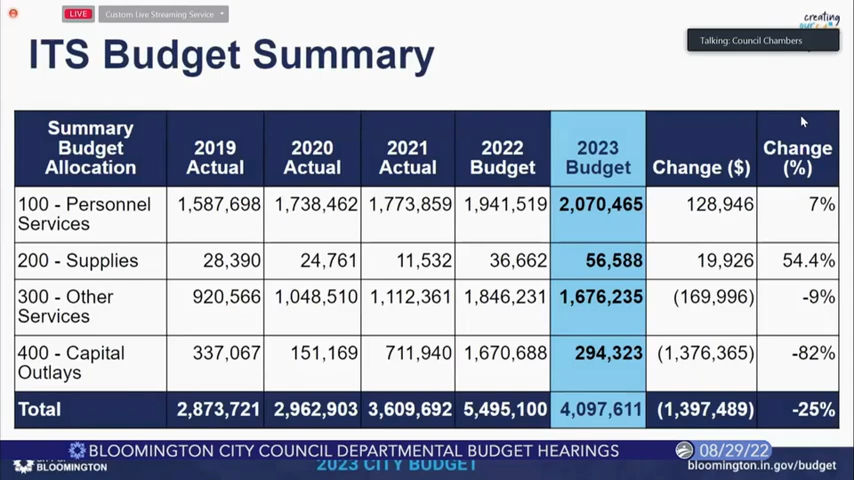 LIVE
Custom Live Streaming Service
creating
Talking: Council Chambers
ITS Budget Summary
Summary Budget Allocation 2019 Actual 2020 Actual 2021 Actual 2022 Budget 2023 Budget Change ($) Change (%)
100 - Personnel Services 1,587,698 1,738,462 1,773,859 1,941,519 2,070,465 128,946 7%
200 - Supplies 28,390 24,761 11,532 36,662 56,588 19,926 54.4%
300 - Other Services 920,566 1,048,510 1,112,361 1,846,231 1,676,235 (169,996) -9%
400 - Capital Outlays 337,067 151,169 711,940 1,670,688 294,323 (1,376,365) -82%
Total 2,873,721 2,962,903 3,609,692 5,495,100 4,097,611 (1,397,489) -25%
BLOOMINGTON CITY COUNCIL DEPARTMENTAL BUDGET HEARINGS 08/29/22
BLOOMINGTON 2023 CITY BUDGET bloomington.in.gov/budget